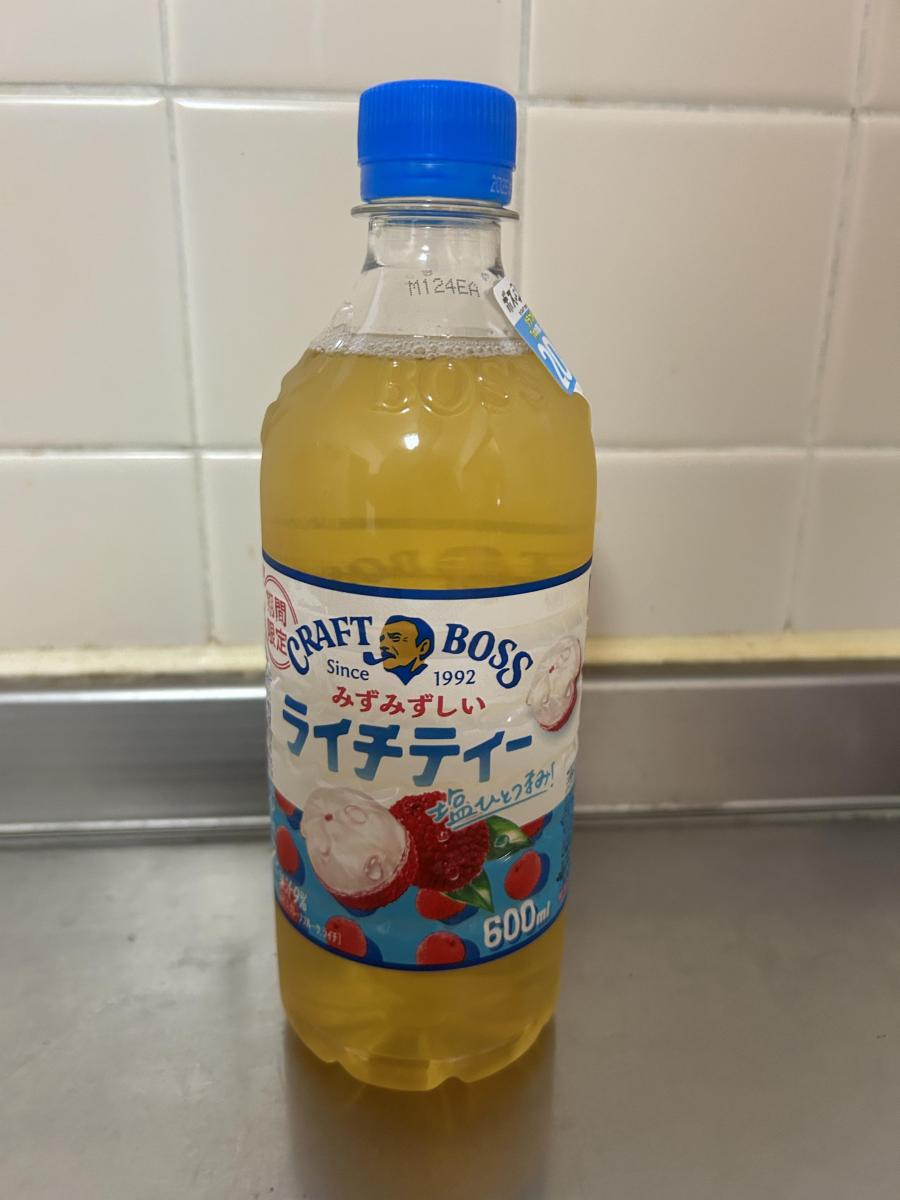 M124EA
BOSS
期間
限定
CRAFT BOSS
Since 1992
みずみずしい
ライチティー
塩ひとつまみ!
9%
600ml